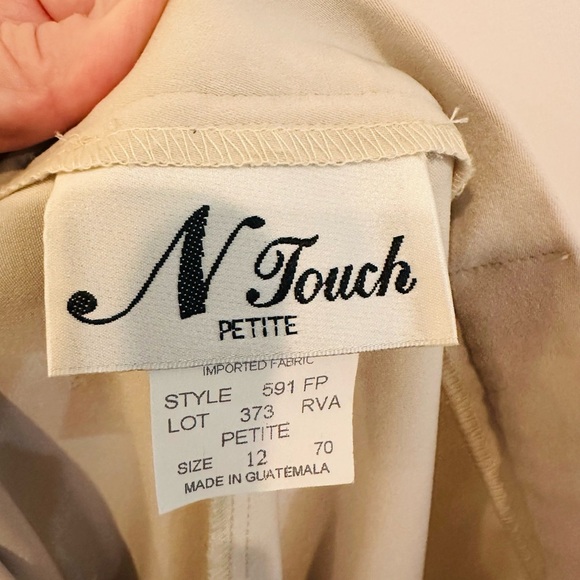 N Touch
PETITE
IMPORTED FABRIC
STYLE 591 FP
LOT 373 RVA
PETITE
SIZE 12 70
MADE IN GUATEMALA